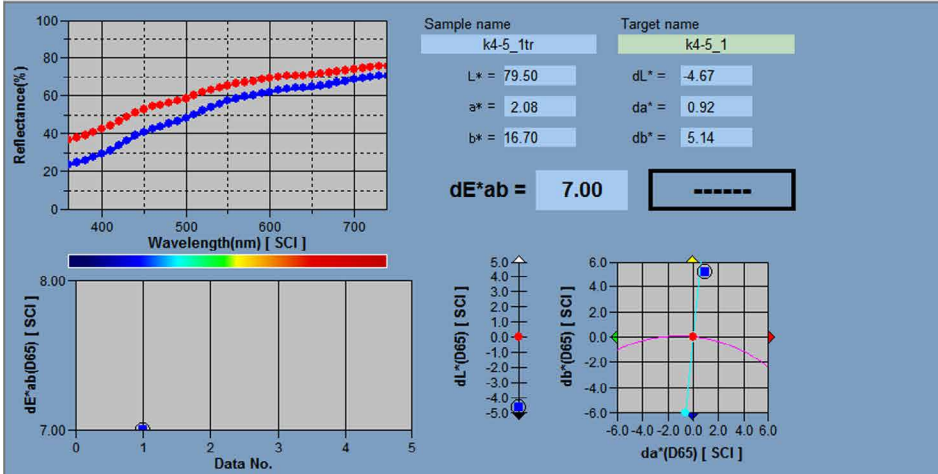 Sample name
Target name
k4-5_1tr
k4-5_1
L* = 79.50
dL* = -4.67
a* = 2.08
da* = 0.92
b* = 16.70
db* = 5.14
dE*ab = 7.00
------
Reflectance(%)
100
80
60
40
20
0
400 500 600 700
Wavelength(nm) [ SCI ]
dE*ab(D65) [ SCI ]
8.00
7.00
0 1 2 3 4 5
Data No.
dL*(D65) [ SCI ]
5.0
4.0
3.0
2.0
1.0
0.0
-1.0
-2.0
-3.0
-4.0
-5.0
db*(D65) [ SCI ]
6.0
4.0
2.0
0.0
-2.0
-4.0
-6.0
-6.0 -4.0 -2.0 0.0 2.0 4.0 6.0
da*(D65) [ SCI ]